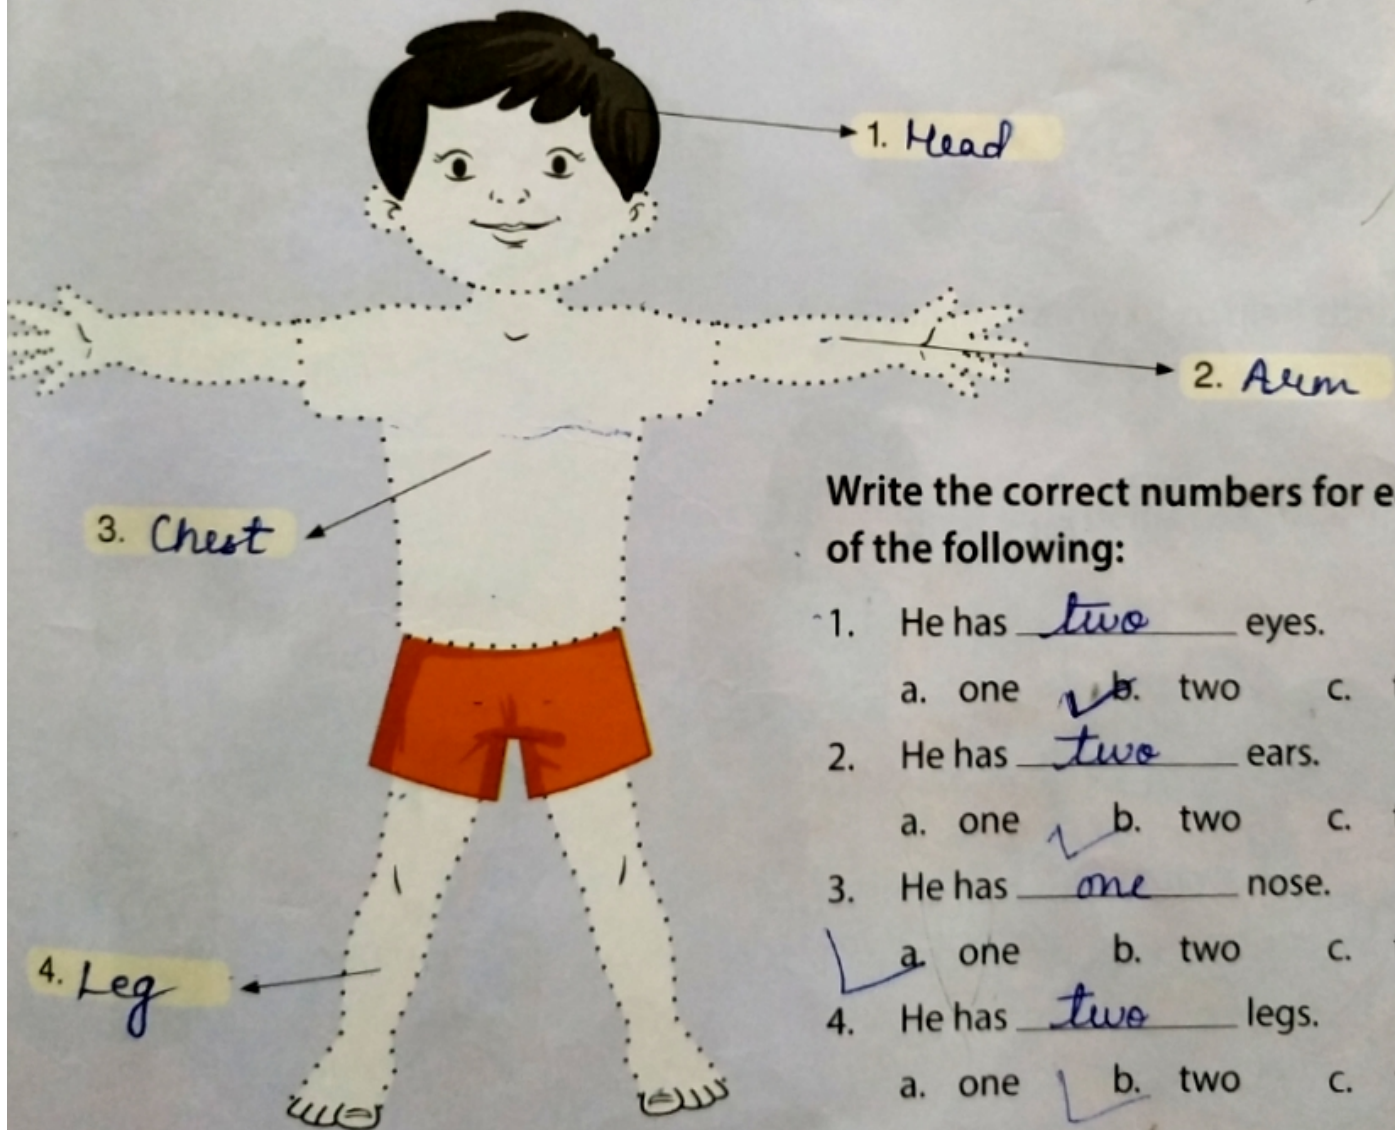 1. Head
2. Arm
3. Chest
4. Leg
Write the correct numbers for e
of the following:
1. He has two eyes.
a. one b. two c.
2. He has two ears.
a. one b. two c.
3. He has one nose.
a. one b. two c.
4. He has two legs.
a. one b. two c.